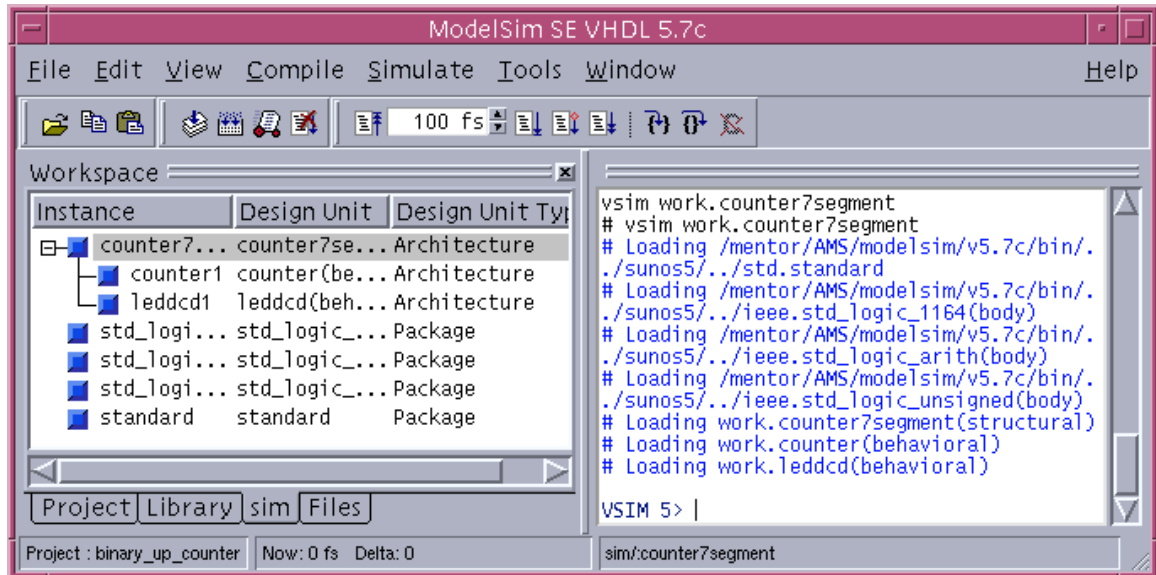 ModelSim SE VHDL 5.7c
File Edit View Compile Simulate Tools Window Help
100 fs
Workspace
Instance Design Unit Design Unit Typ
counter7... counter7se... Architecture
counter1 counter(be... Architecture
leddcd1 leddcd(beh... Architecture
std_logi... std_logic_... Package
std_logi... std_logic_... Package
std_logi... std_logic_... Package
standard standard Package
Project Library sim Files
vsim work.counter7segment
# vsim work.counter7segment
# Loading /mentor/AMS/modelsim/v5.7c/bin/.
./sunos5/../std.standard
# Loading /mentor/AMS/modelsim/v5.7c/bin/.
./sunos5/../ieee.std_logic_1164(body)
# Loading /mentor/AMS/modelsim/v5.7c/bin/.
./sunos5/../ieee.std_logic_arith(body)
# Loading /mentor/AMS/modelsim/v5.7c/bin/.
./sunos5/../ieee.std_logic_unsigned(body)
# Loading work.counter7segment(structural)
# Loading work.counter(behavioral)
# Loading work.leddcd(behavioral)
VSIM 5>
Project : binary_up_counter Now: 0 fs Delta: 0 sim/:counter7segment